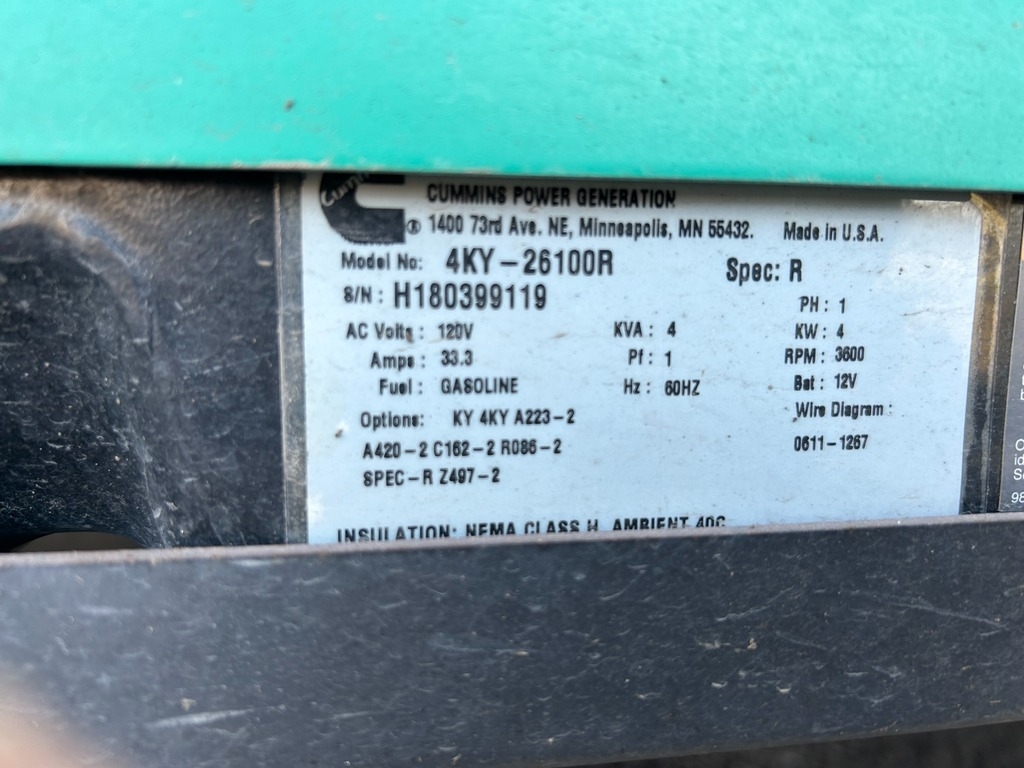 CUMMINS POWER GENERATION
® 1400 73rd Ave. NE, Minneapolis, MN 55432. Made in U.S.A.
Model No: 4KY-26100R Spec: R
S/N: H180399119 PH: 1
AC Volts: 120V KVA: 4 KW: 4
Amps: 33.3 Pf: 1 RPM: 3600
Fuel: GASOLINE Hz: 60HZ Bat: 12V
Options: KY 4KY A223-2 Wire Diagram:
A420-2 C162-2 R086-2 0611-1267
SPEC-R Z497-2
INSULATION: NEMA CLASS H AMBIENT 40C